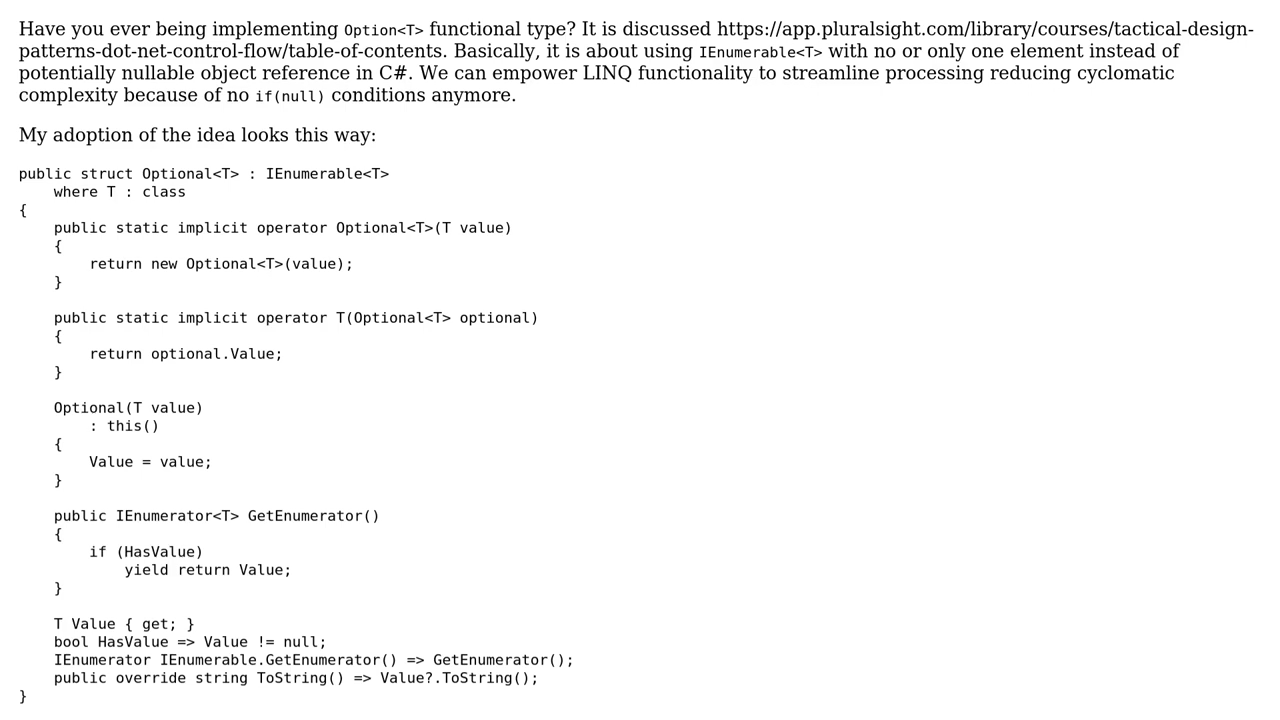 Have you ever being implementing Option<T> functional type? It is discussed https://app.pluralsight.com/library/courses/tactical-design-
patterns-dot-net-control-flow/table-of-contents. Basically, it is about using IEnumerable<T> with no or only one element instead of
potentially nullable object reference in C#. We can empower LINQ functionality to streamline processing reducing cyclomatic
complexity because of no if(null) conditions anymore.
My adoption of the idea looks this way:
public struct Optional<T> : IEnumerable<T>
    where T : class
{
    public static implicit operator Optional<T>(T value)
    {
        return new Optional<T>(value);
    }

    public static implicit operator T(Optional<T> optional)
    {
        return optional.Value;
    }

    Optional(T value)
        : this()
    {
        Value = value;
    }

    public IEnumerator<T> GetEnumerator()
    {
        if (HasValue)
            yield return Value;
    }

    T Value { get; }
    bool HasValue => Value != null;
    IEnumerator IEnumerable.GetEnumerator() => GetEnumerator();
    public override string ToString() => Value?.ToString();
}